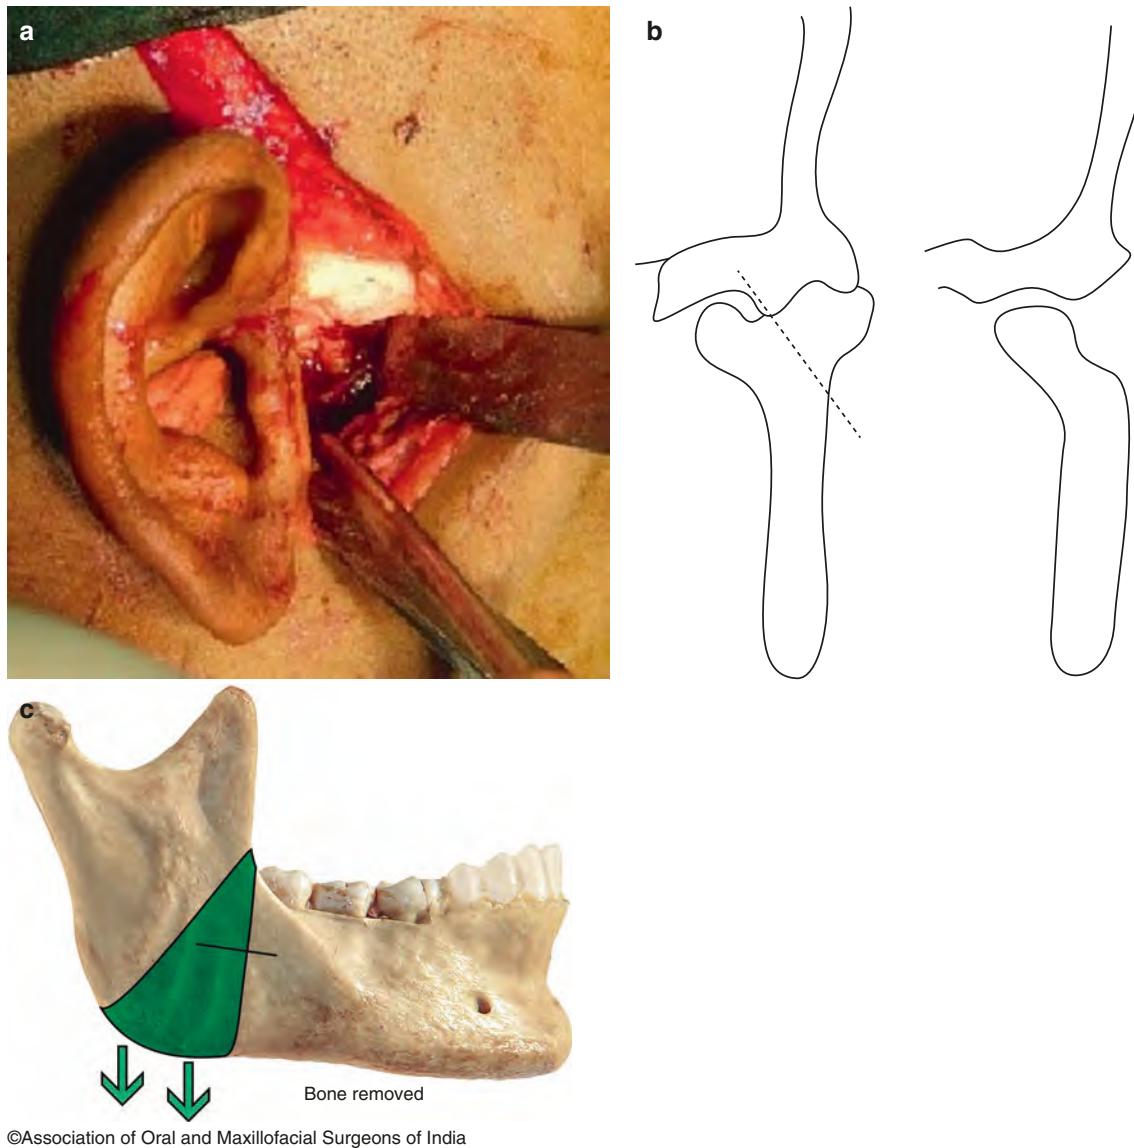 a
b
c
Bone removed
©Association of Oral and Maxillofacial Surgeons of India